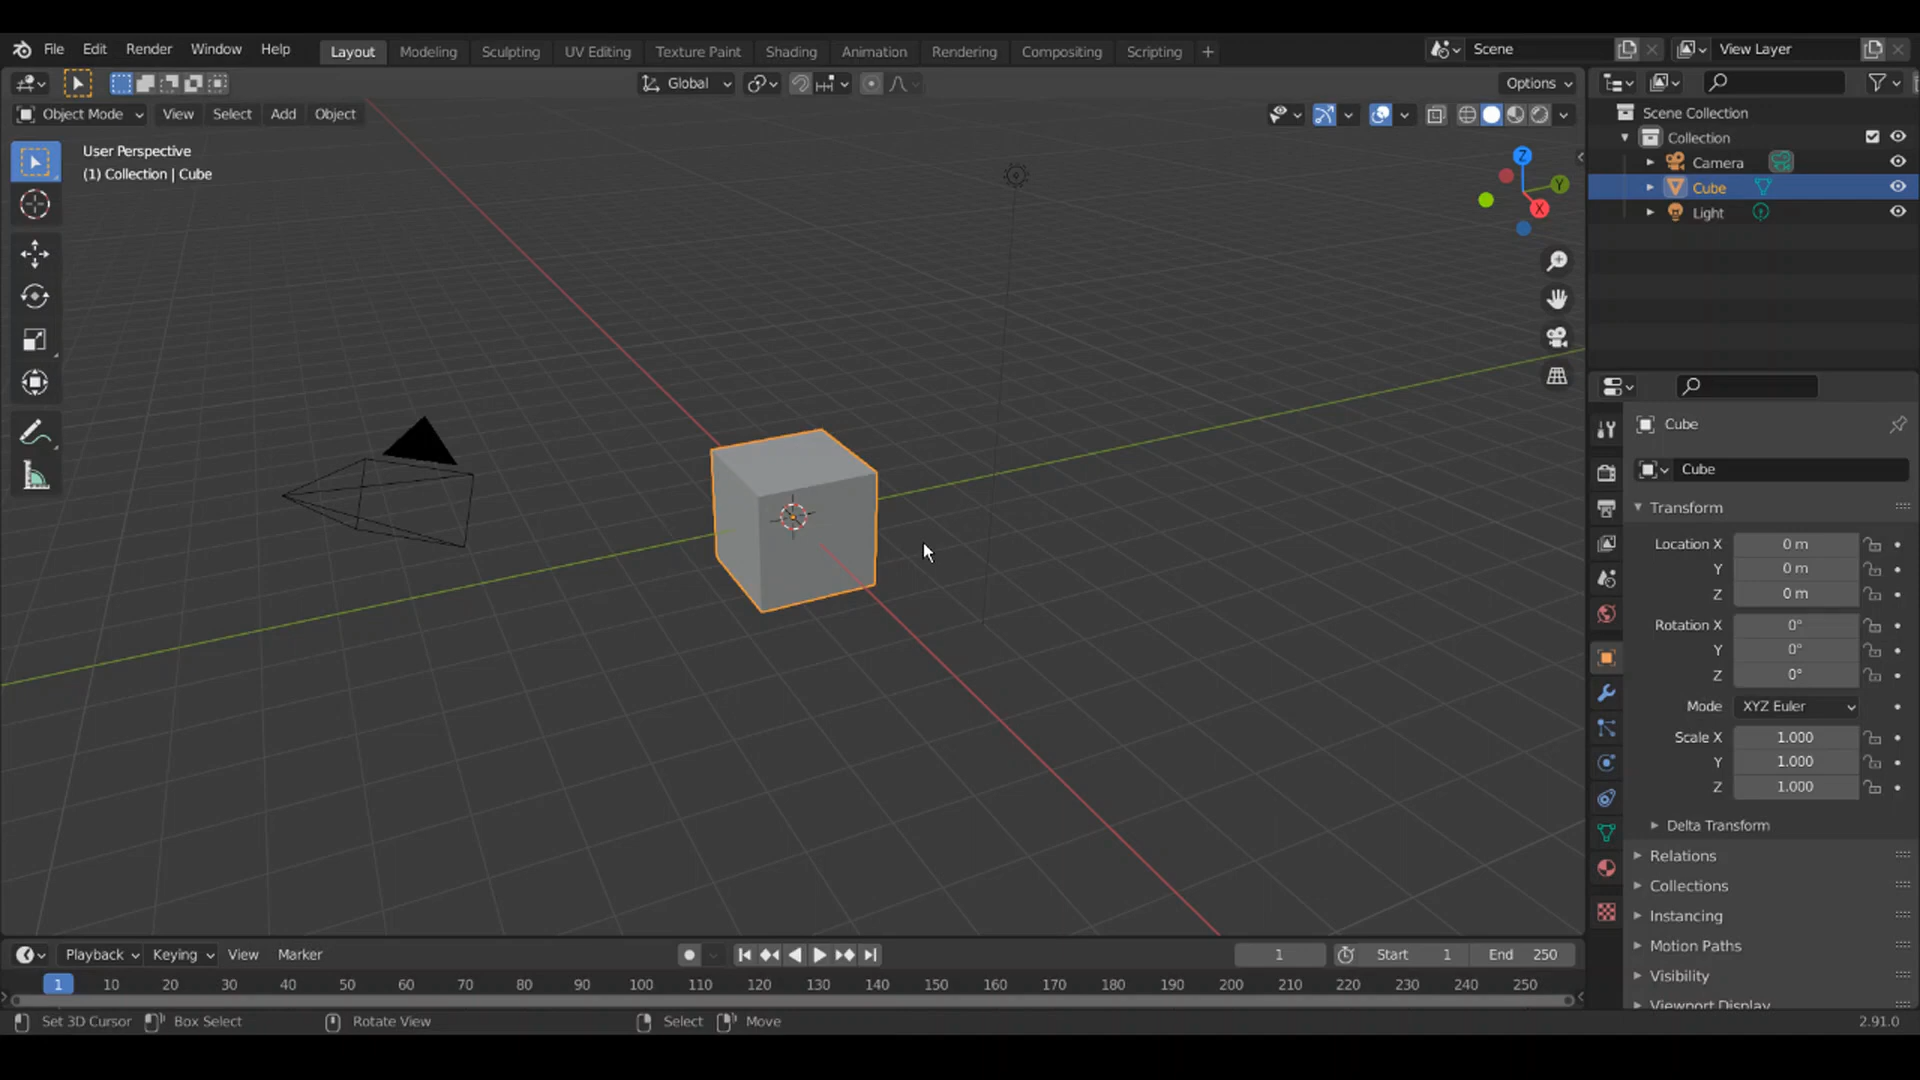 File Edit Render Window Help Layout Modeling Sculpting UV Editing Texture Paint Shading Animation Rendering Compositing Scripting + Scene View Layer
Global Options
Object Mode View Select Add Object
User Perspective
(1) Collection | Cube
Z
Y
X
Scene Collection
Collection
Camera
Cube
Light
Cube
Cube
Transform
Location X 0 m
Y 0 m
Z 0 m
Rotation X 0°
Y 0°
Z 0°
Mode XYZ Euler
Scale X 1.000
Y 1.000
Z 1.000
Delta Transform
Relations
Collections
Instancing
Motion Paths
Visibility
Viewport Display
Playback Keying View Marker 1 Start 1 End 250
1 10 20 30 40 50 60 70 80 90 100 110 120 130 140 150 160 170 180 190 200 210 220 230 240 250
Set 3D Cursor Box Select Rotate View Select Move 2.91.0